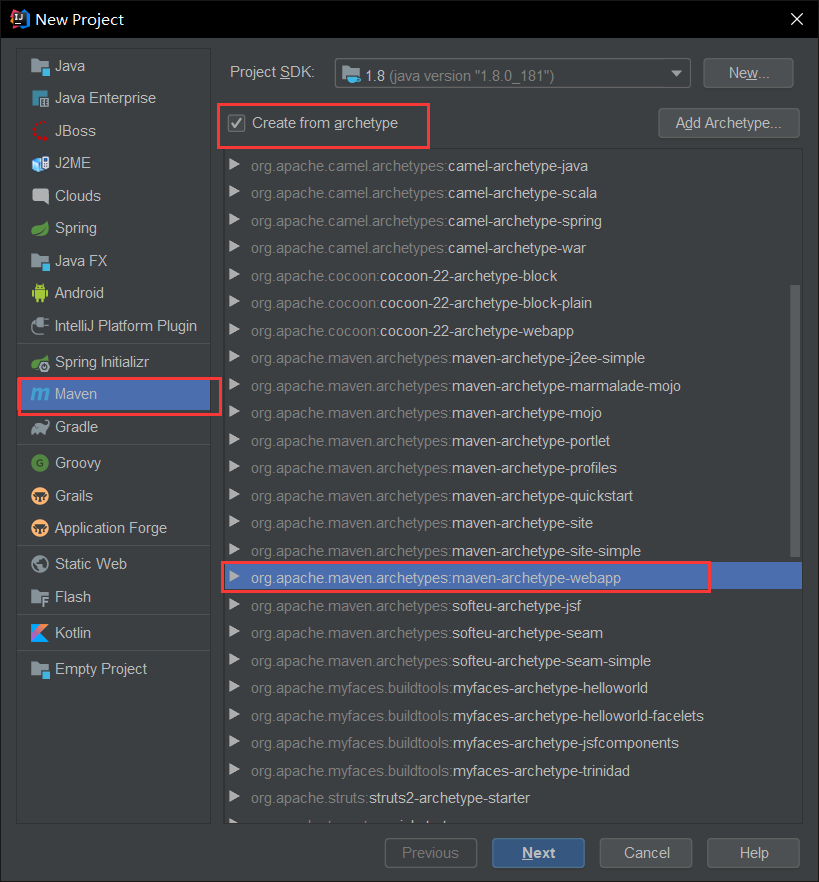 New Project
Java
Java Enterprise
JBoss
J2ME
Clouds
Spring
Java FX
Android
IntelliJ Platform Plugin
Spring Initializr
Maven
Gradle
Groovy
Grails
Application Forge
Static Web
Flash
Kotlin
Empty Project
Project SDK: 1.8 (java version "1.8.0_181") New...
Create from archetype Add Archetype...
org.apache.camel.archetypes:camel-archetype-java
org.apache.camel.archetypes:camel-archetype-scala
org.apache.camel.archetypes:camel-archetype-spring
org.apache.camel.archetypes:camel-archetype-war
org.apache.cocoon:cocoon-22-archetype-block
org.apache.cocoon:cocoon-22-archetype-block-plain
org.apache.cocoon:cocoon-22-archetype-webapp
org.apache.maven.archetypes:maven-archetype-j2ee-simple
org.apache.maven.archetypes:maven-archetype-marmalade-mojo
org.apache.maven.archetypes:maven-archetype-mojo
org.apache.maven.archetypes:maven-archetype-portlet
org.apache.maven.archetypes:maven-archetype-profiles
org.apache.maven.archetypes:maven-archetype-quickstart
org.apache.maven.archetypes:maven-archetype-site
org.apache.maven.archetypes:maven-archetype-site-simple
org.apache.maven.archetypes:maven-archetype-webapp
org.apache.maven.archetypes:softeu-archetype-jsf
org.apache.maven.archetypes:softeu-archetype-seam
org.apache.maven.archetypes:softeu-archetype-seam-simple
org.apache.myfaces.buildtools:myfaces-archetype-helloworld
org.apache.myfaces.buildtools:myfaces-archetype-helloworld-facelets
org.apache.myfaces.buildtools:myfaces-archetype-jsfcomponents
org.apache.myfaces.buildtools:myfaces-archetype-trinidad
org.apache.struts:struts2-archetype-starter
Previous Next Cancel Help